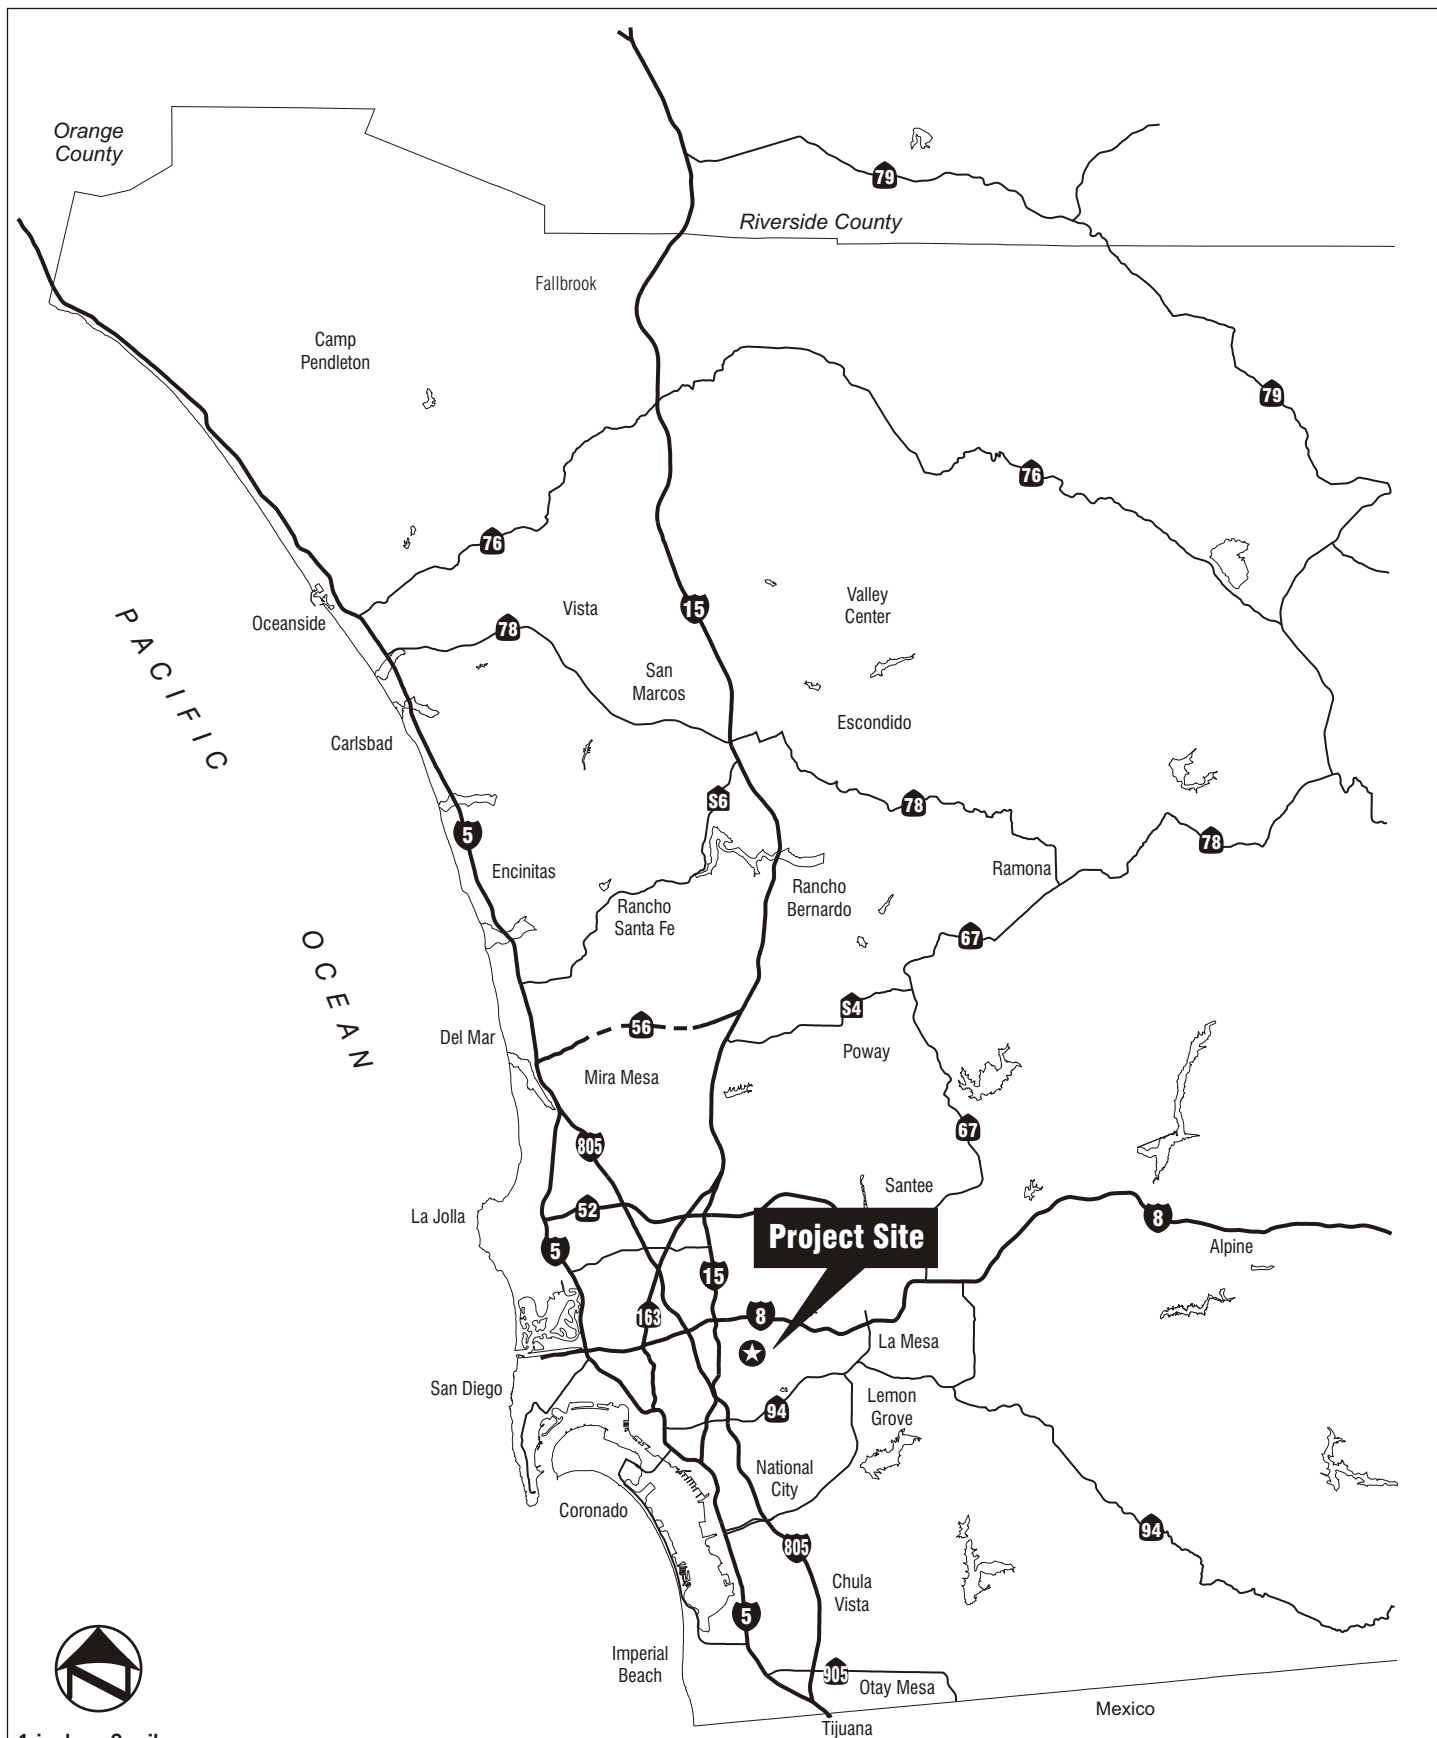 Orange
County
79
Riverside County
Fallbrook
Camp
Pendleton
79
76
76
15
Valley
Center
Vista
Oceanside
78
PACIFIC
San
Marcos
Escondido
Carlsbad
S6
78
5
78
Encinitas
Ramona
Rancho
Bernardo
Rancho
Santa Fe
67
OCEAN
S4
56
Del Mar
Poway
Mira Mesa
67
805
Santee
52
La Jolla
8
Project Site
5
Alpine
15
163
8
La Mesa
San Diego
Lemon
Grove
94
National
City
Coronado
94
805
Chula
Vista
5
Imperial
Beach
905
Otay Mesa
Mexico
Tijuana